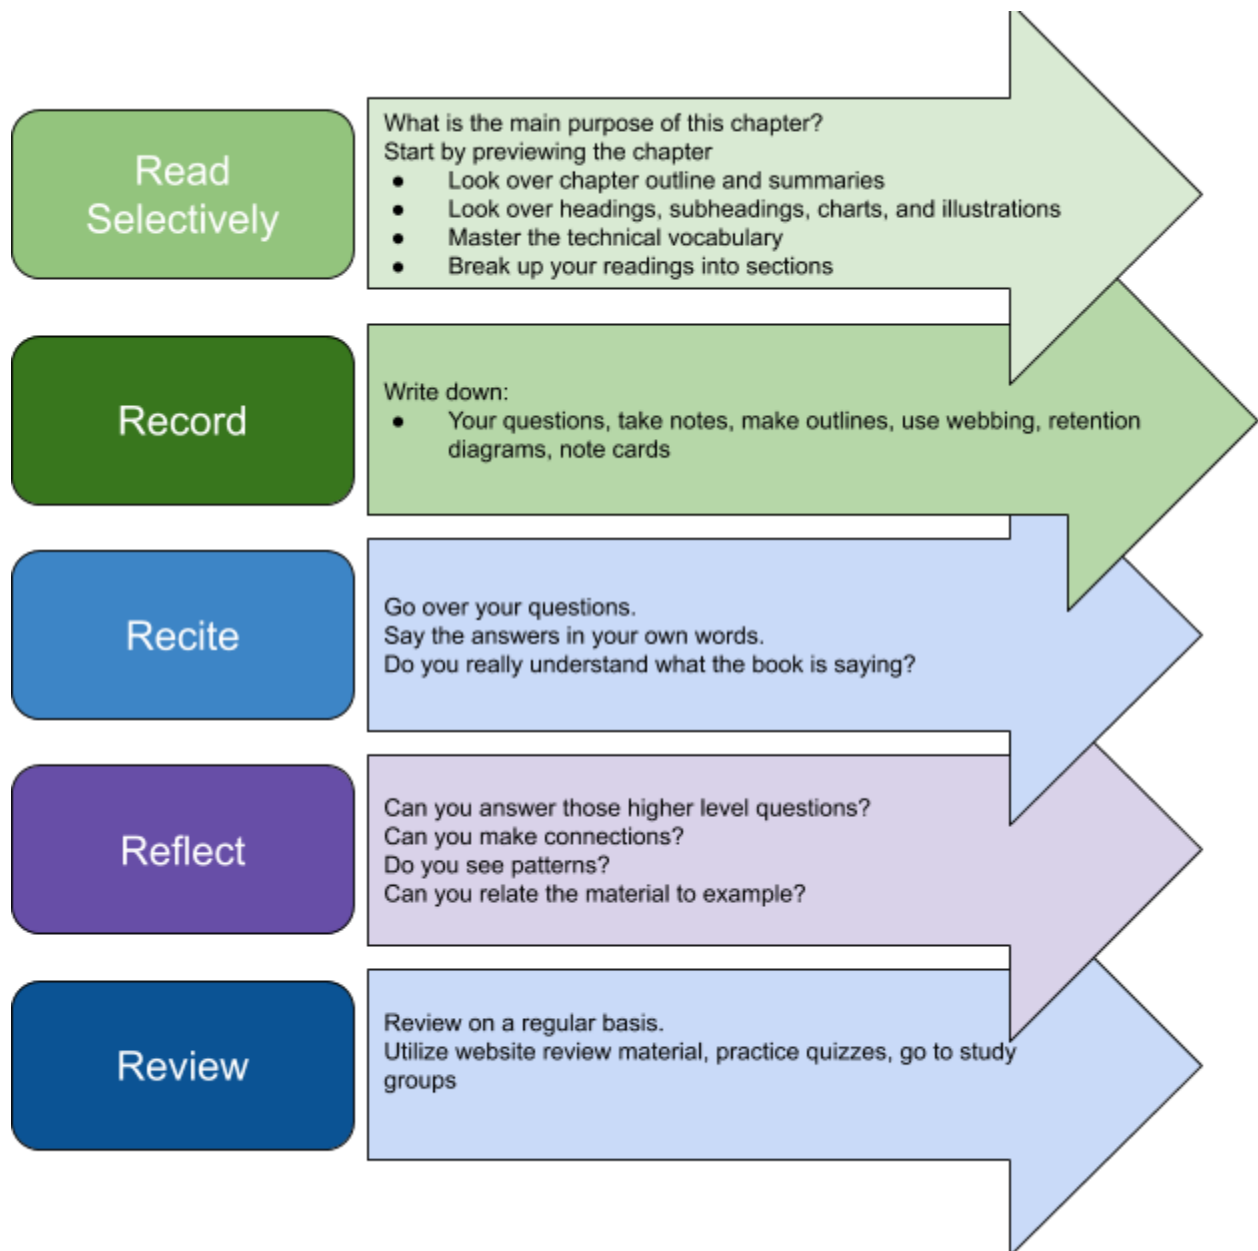 Read
Selectively
What is the main purpose of this chapter?
Start by previewing the chapter
● Look over chapter outline and summaries
● Look over headings, subheadings, charts, and illustrations
● Master the technical vocabulary
● Break up your readings into sections
Record
Write down:
● Your questions, take notes, make outlines, use webbing, retention
diagrams, note cards
Recite
Go over your questions.
Say the answers in your own words.
Do you really understand what the book is saying?
Reflect
Can you answer those higher level questions?
Can you make connections?
Do you see patterns?
Can you relate the material to example?
Review
Review on a regular basis.
Utilize website review material, practice quizzes, go to study
groups